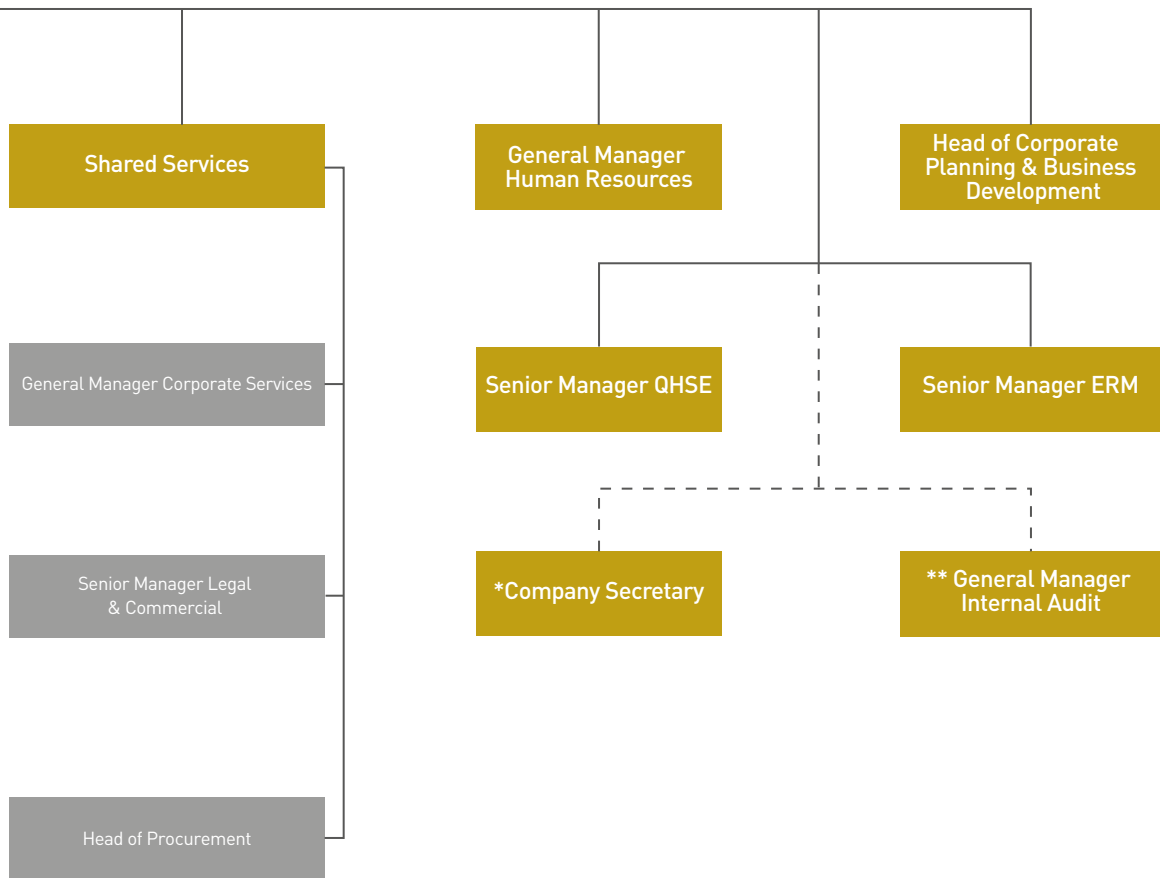 Shared Services
General Manager
Human Resources
Head of Corporate
Planning & Business
Development
General Manager Corporate Services
Senior Manager QHSE
Senior Manager ERM
Senior Manager Legal
& Commercial
*Company Secretary
** General Manager
Internal Audit
Head of Procurement